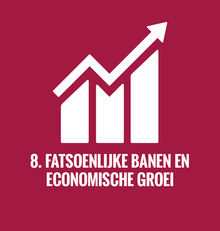 8. FATSOENLIJKE BANEN EN
ECONOMISCHE GROEI